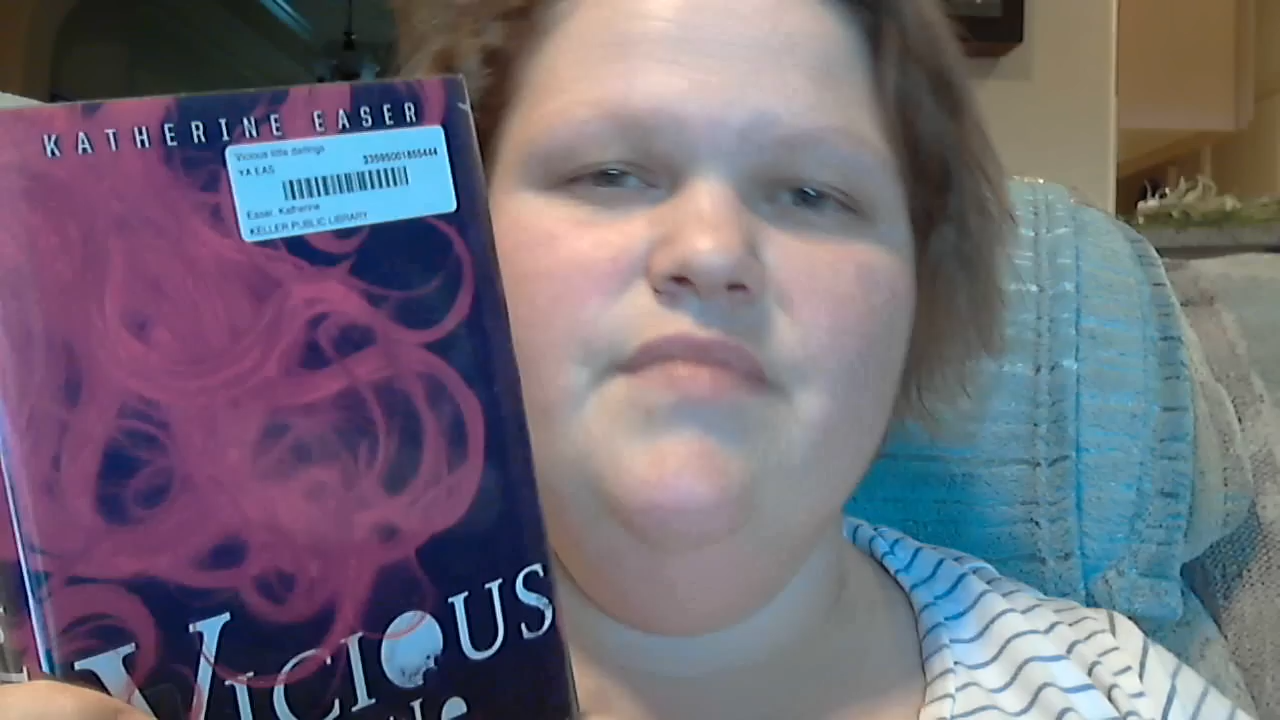 KATHERINE EASER
Vicious little darlings 33595001855444
YA EAS
Easer, Katherine
KELLER PUBLIC LIBRARY
VICIOUS